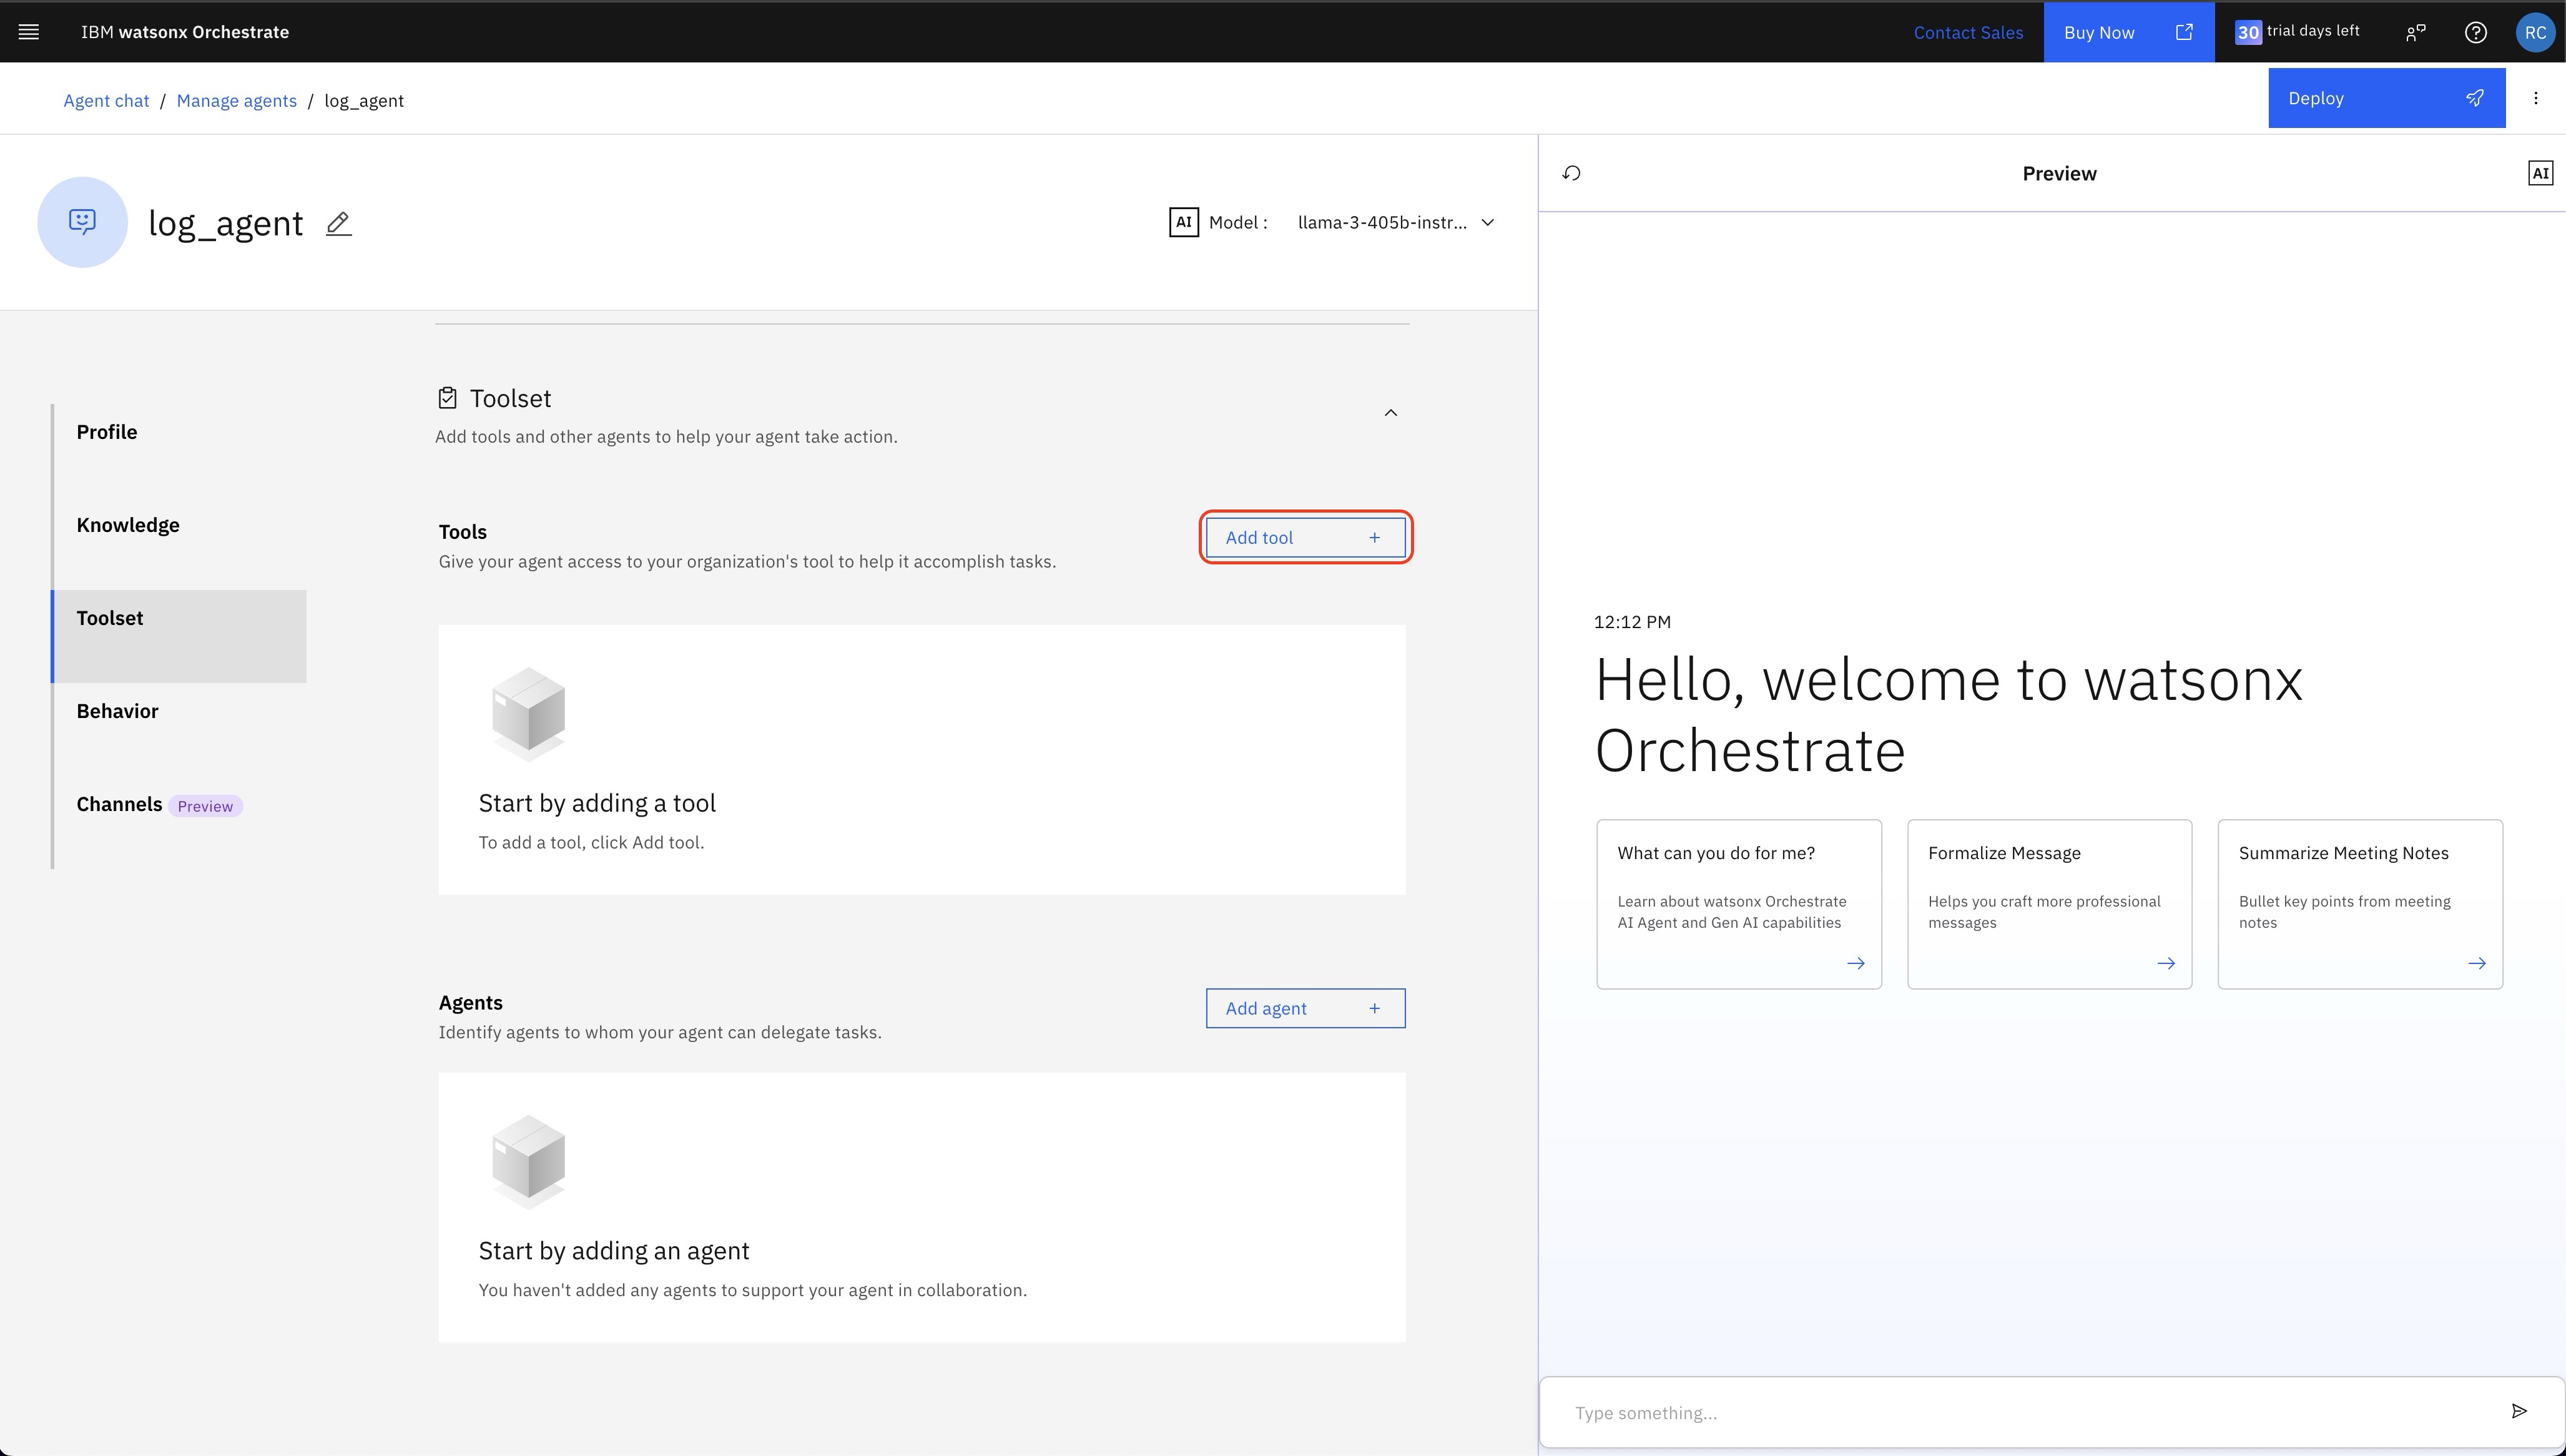 IBM watsonx Orchestrate
Contact Sales
Buy Now
30 trial days left
RC
Agent chat / Manage agents / log_agent
Deploy
log_agent
AI Model : llama-3-405b-instr...
Preview
AI
Profile
Knowledge
Toolset
Behavior
Channels Preview
Toolset
Add tools and other agents to help your agent take action.
Tools
Give your agent access to your organization's tool to help it accomplish tasks.
Add tool +
Start by adding a tool
To add a tool, click Add tool.
Agents
Identify agents to whom your agent can delegate tasks.
Add agent +
Start by adding an agent
You haven't added any agents to support your agent in collaboration.
12:12 PM
Hello, welcome to watsonx
Orchestrate
What can you do for me?
Learn about watsonx Orchestrate
AI Agent and Gen AI capabilities
Formalize Message
Helps you craft more professional
messages
Summarize Meeting Notes
Bullet key points from meeting
notes
Type something...